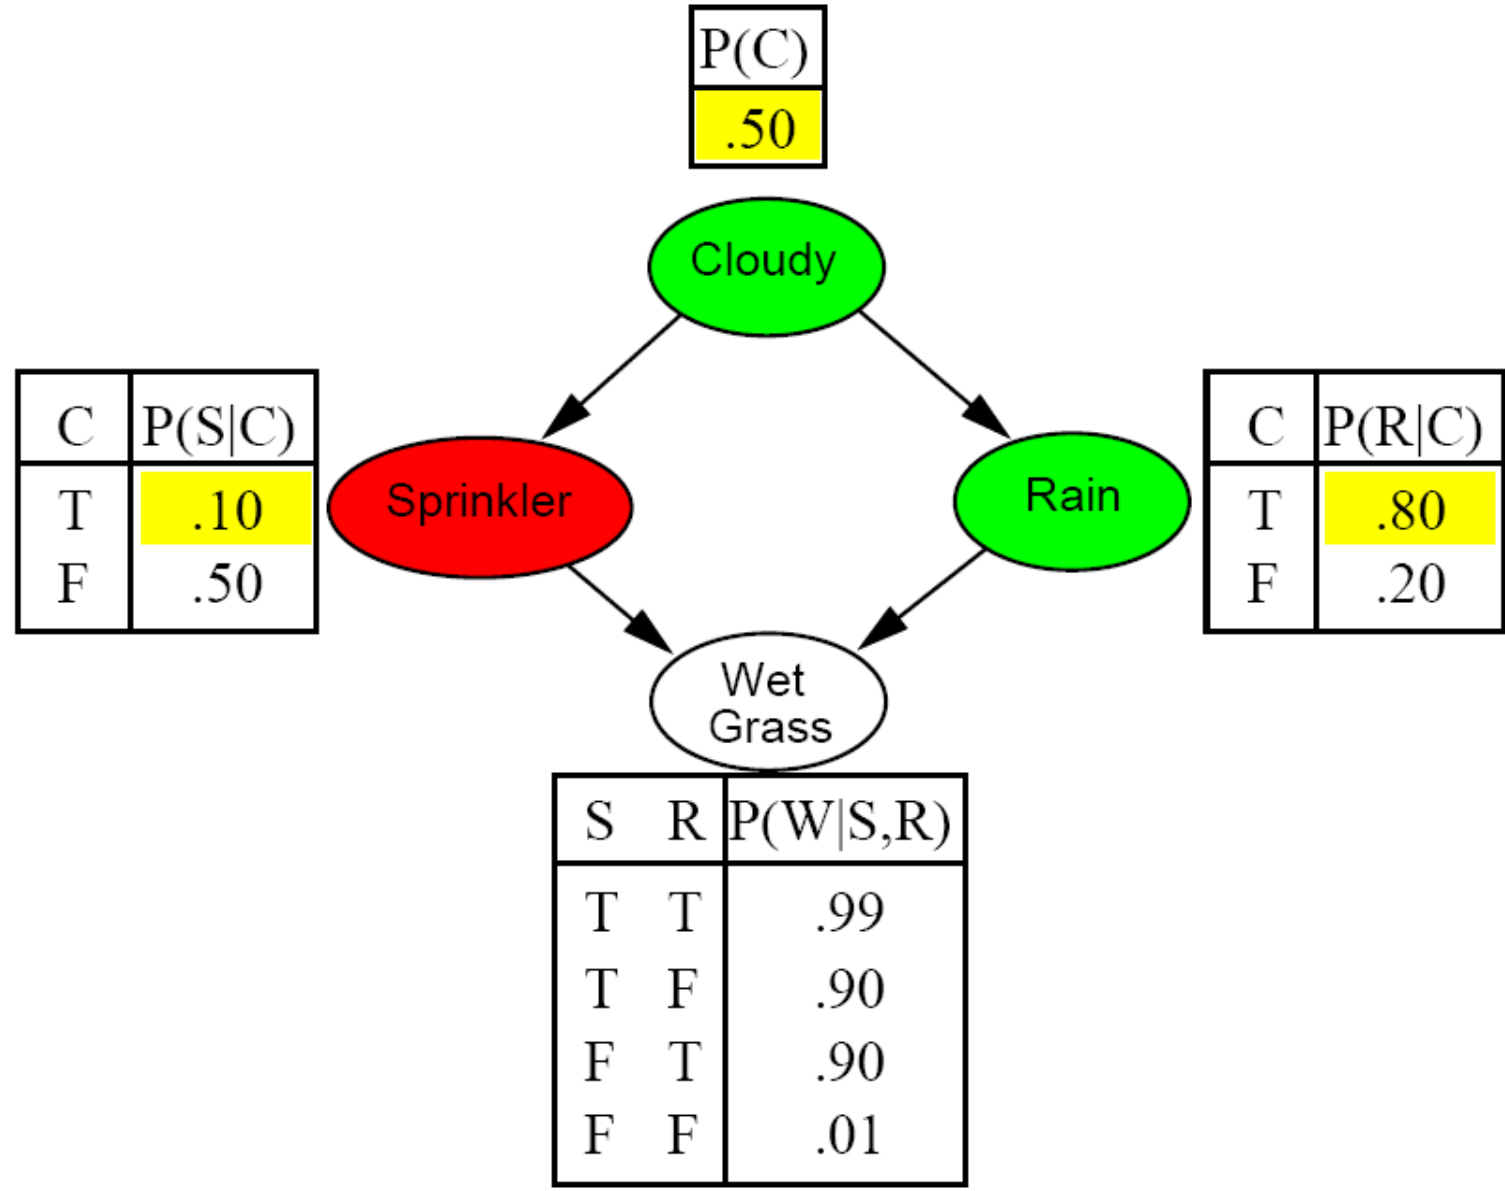 P(C)
.50
Cloudy
C P(S|C)
T .10
F .50
Sprinkler
Rain
C P(R|C)
T .80
F .20
Wet
Grass
S R P(W|S,R)
T T .99
T F .90
F T .90
F F .01